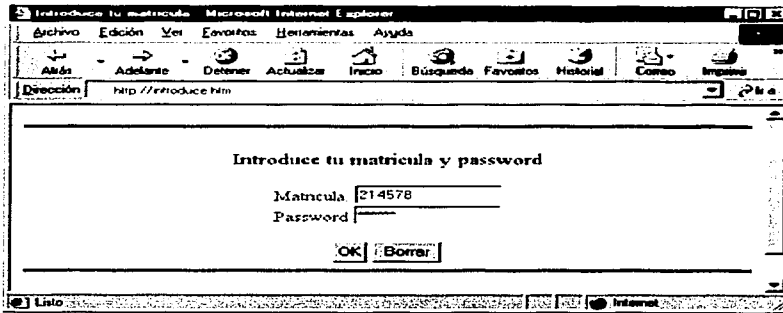 Introduce tu matricula - Microsoft Internet Explorer
Archivo Edición Ver Favoritos Herramientas Ayuda
Atrás Adelante Detener Actualizar Inicio Búsqueda Favoritos Historial Correo Imprimir
Dirección http://introduce.htm Ir a
Introduce tu matricula y password
Matricula: 214578
Password
OK Borrar
Listo Internet